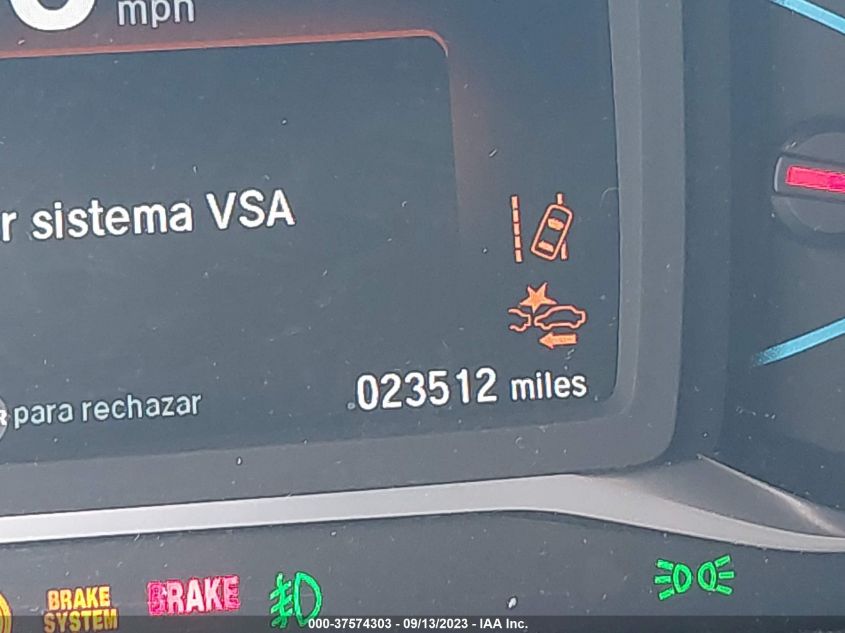 mph
r sistema VSA
para rechazar
023512 miles
BRAKE
SYSTEM
BRAKE
000-37574303 - 09/13/2023 - IAA Inc.